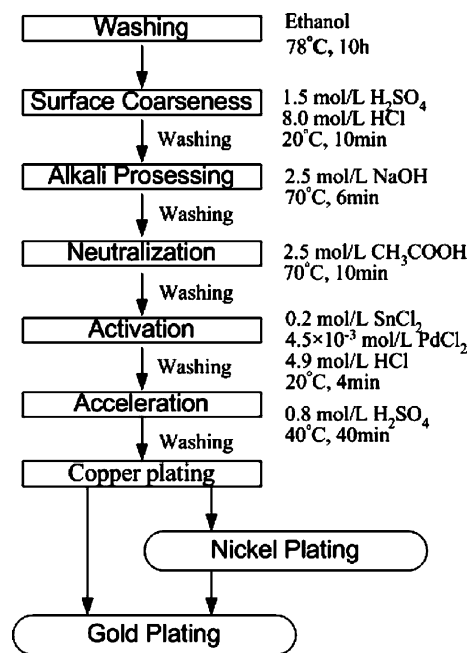 Washing
Ethanol
78°C, 10h
Surface Coarseness
1.5 mol/L H₂SO₄
8.0 mol/L HCl
20°C, 10min
Washing
Alkali Prosessing
2.5 mol/L NaOH
70°C, 6min
Washing
Neutralization
2.5 mol/L CH₃COOH
70°C, 10min
Washing
Activation
0.2 mol/L SnCl₂
4.5×10⁻³ mol/L PdCl₂
4.9 mol/L HCl
20°C, 4min
Washing
Acceleration
0.8 mol/L H₂SO₄
40°C, 40min
Washing
Copper plating
Nickel Plating
Gold Plating